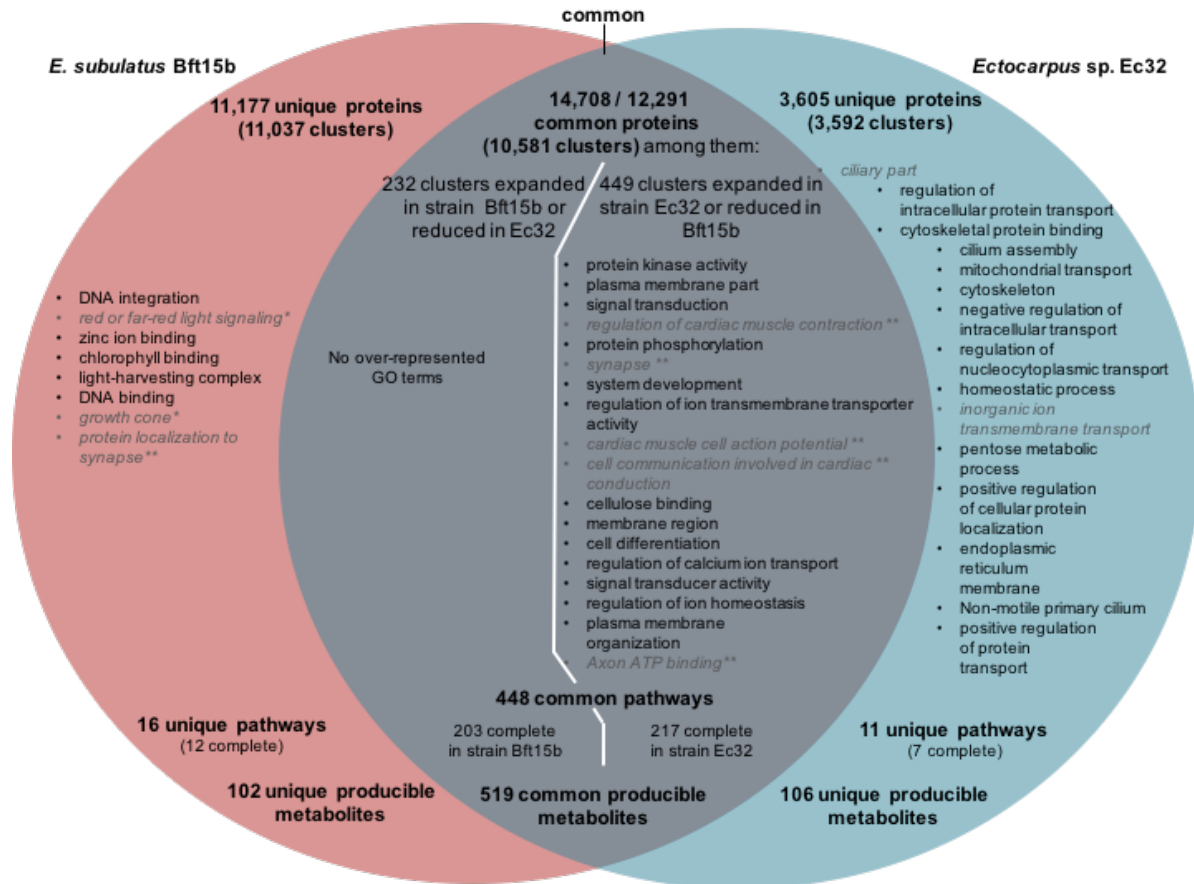 common
E. subulatus Bft15b
Ectocarpus sp. Ec32
11,177 unique proteins
(11,037 clusters)
• DNA integration
• red or far-red light signaling*
• zinc ion binding
• chlorophyll binding
• light-harvesting complex
• DNA binding
• growth cone*
• protein localization to
synapse**
16 unique pathways
(12 complete)
102 unique producible
metabolites
14,708 / 12,291
common proteins
(10,581 clusters) among them:
232 clusters expanded
in strain Bft15b or
reduced in Ec32
No over-represented
GO terms
449 clusters expanded in
strain Ec32 or reduced in
Bft15b
• protein kinase activity
• plasma membrane part
• signal transduction
• regulation of cardiac muscle contraction **
• protein phosphorylation
• synapse **
• system development
• regulation of ion transmembrane transporter
activity
• cardiac muscle cell action potential **
• cell communication involved in cardiac **
conduction
• cellulose binding
• membrane region
• cell differentiation
• regulation of calcium ion transport
• signal transducer activity
• regulation of ion homeostasis
• plasma membrane
organization
• Axon ATP binding**
448 common pathways
203 complete
in strain Bft15b
217 complete
in strain Ec32
519 common producible
metabolites
3,605 unique proteins
(3,592 clusters)
• ciliary part
• regulation of
intracellular protein transport
• cytoskeletal protein binding
• cilium assembly
• mitochondrial transport
• cytoskeleton
• negative regulation of
intracellular transport
• regulation of
nucleocytoplasmic transport
• homeostatic process
• inorganic ion
transmembrane transport
• pentose metabolic
process
• positive regulation
of cellular protein
localization
• endoplasmic
reticulum
membrane
• Non-motile primary cilium
• positive regulation
of protein
transport
11 unique pathways
(7 complete)
106 unique producible
metabolites